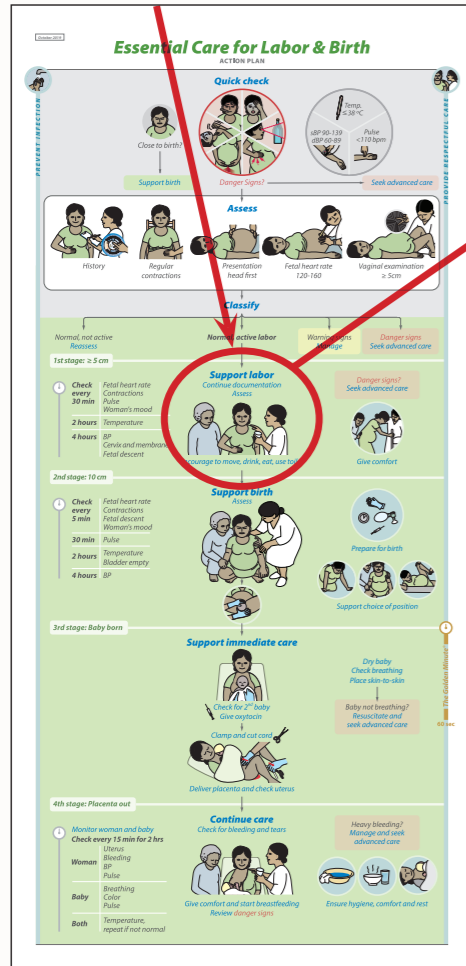 October 2019
Essential Care for Labor & Birth
ACTION PLAN
PREVENT INFECTION
PROVIDE RESPECTFUL CARE
Quick check
Close to birth?
Temp.
≤ 38 °C
sBP 90-139
dBP 60-89
Pulse
<110 bpm
Support birth
Danger Signs?
Seek advanced care
Assess
History
Regular
contractions
Presentation
head first
Fetal heart rate
120-160
Vaginal examination
≥ 5cm
Classify
Normal, not active
Reassess
Normal, active labor
Warning signs
Manage
Danger signs
Seek advanced care
1st stage: ≥ 5 cm
Check
every
30 min
Fetal heart rate
Contractions
Pulse
Woman's mood
2 hours
Temperature
4 hours
BP
Cervix and membran
Fetal descent
Support labor
Continue documentation
Assess
courage to move, drink, eat, use toil
Danger signs?
Seek advanced care
Give comfort
2nd stage: 10 cm
Check
every
5 min
Fetal heart rate
Contractions
Fetal descent
Woman's mood
30 min
Pulse
2 hours
Temperature
Bladder empty
4 hours
BP
Support birth
Assess
Prepare for birth
Support choice of position
3rd stage: Baby born
Support immediate care
Check for 2nd baby
Give oxytocin
Clamp and cut cord
Deliver placenta and check uterus
Dry baby
Check breathing
Place skin-to-skin
Baby not breathing?
Resuscitate and
seek advanced care
The Golden Minute
60 sec
4th stage: Placenta out
Monitor woman and baby
Check every 15 min for 2 hrs
Woman
Uterus
Bleeding
BP
Pulse
Baby
Breathing
Color
Pulse
Both
Temperature,
repeat if not normal
Continue care
Check for bleeding and tears
Give comfort and start breastfeeding
Review danger signs
Heavy bleeding?
Manage and seek
advanced care
Ensure hygiene, comfort and rest